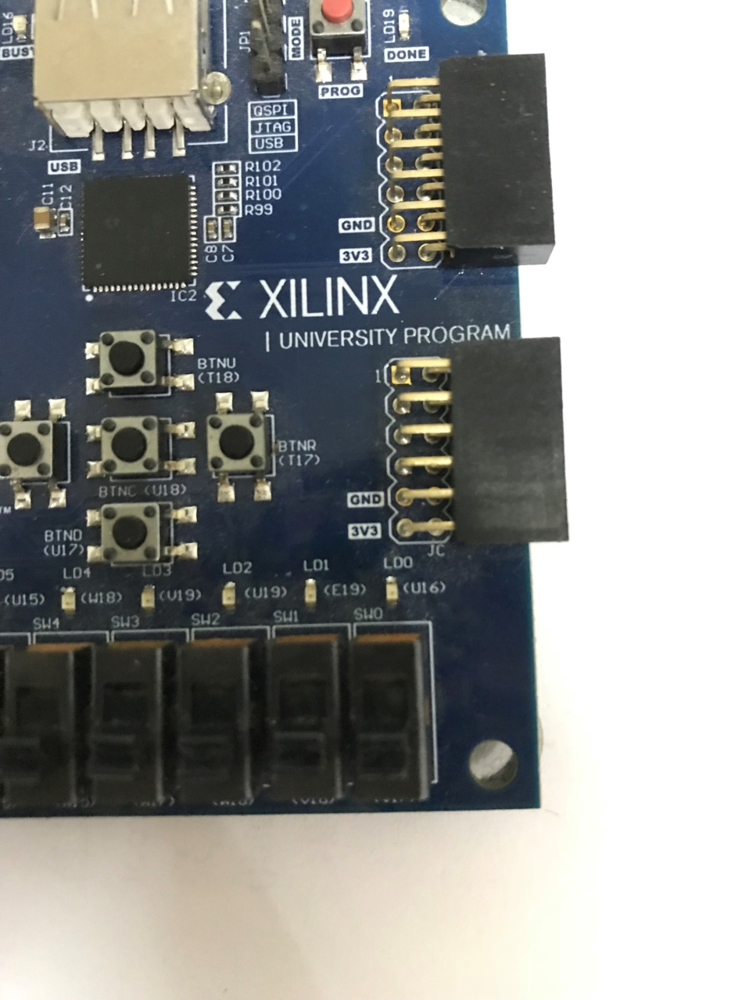 LD16
BUSY
JP1
MODE
LD19
DONE
PROG
QSPI
JTAG
USB
J2
USB
C11
C12
R102
R101
R100
R99
C8
C7
GND
3V3
IC2
XILINX
| UNIVERSITY PROGRAM
BTNU
(T18)
1
BTNR
(T17)
BTNC (U18)
TM
GND
3V3
BTND
(U17)
JC
LD4
LD3
LD2
LD1
LD0
(U15)
(W18)
(V19)
(U19)
(E19)
(U16)
SW4
SW3
SW2
SW1
SW0